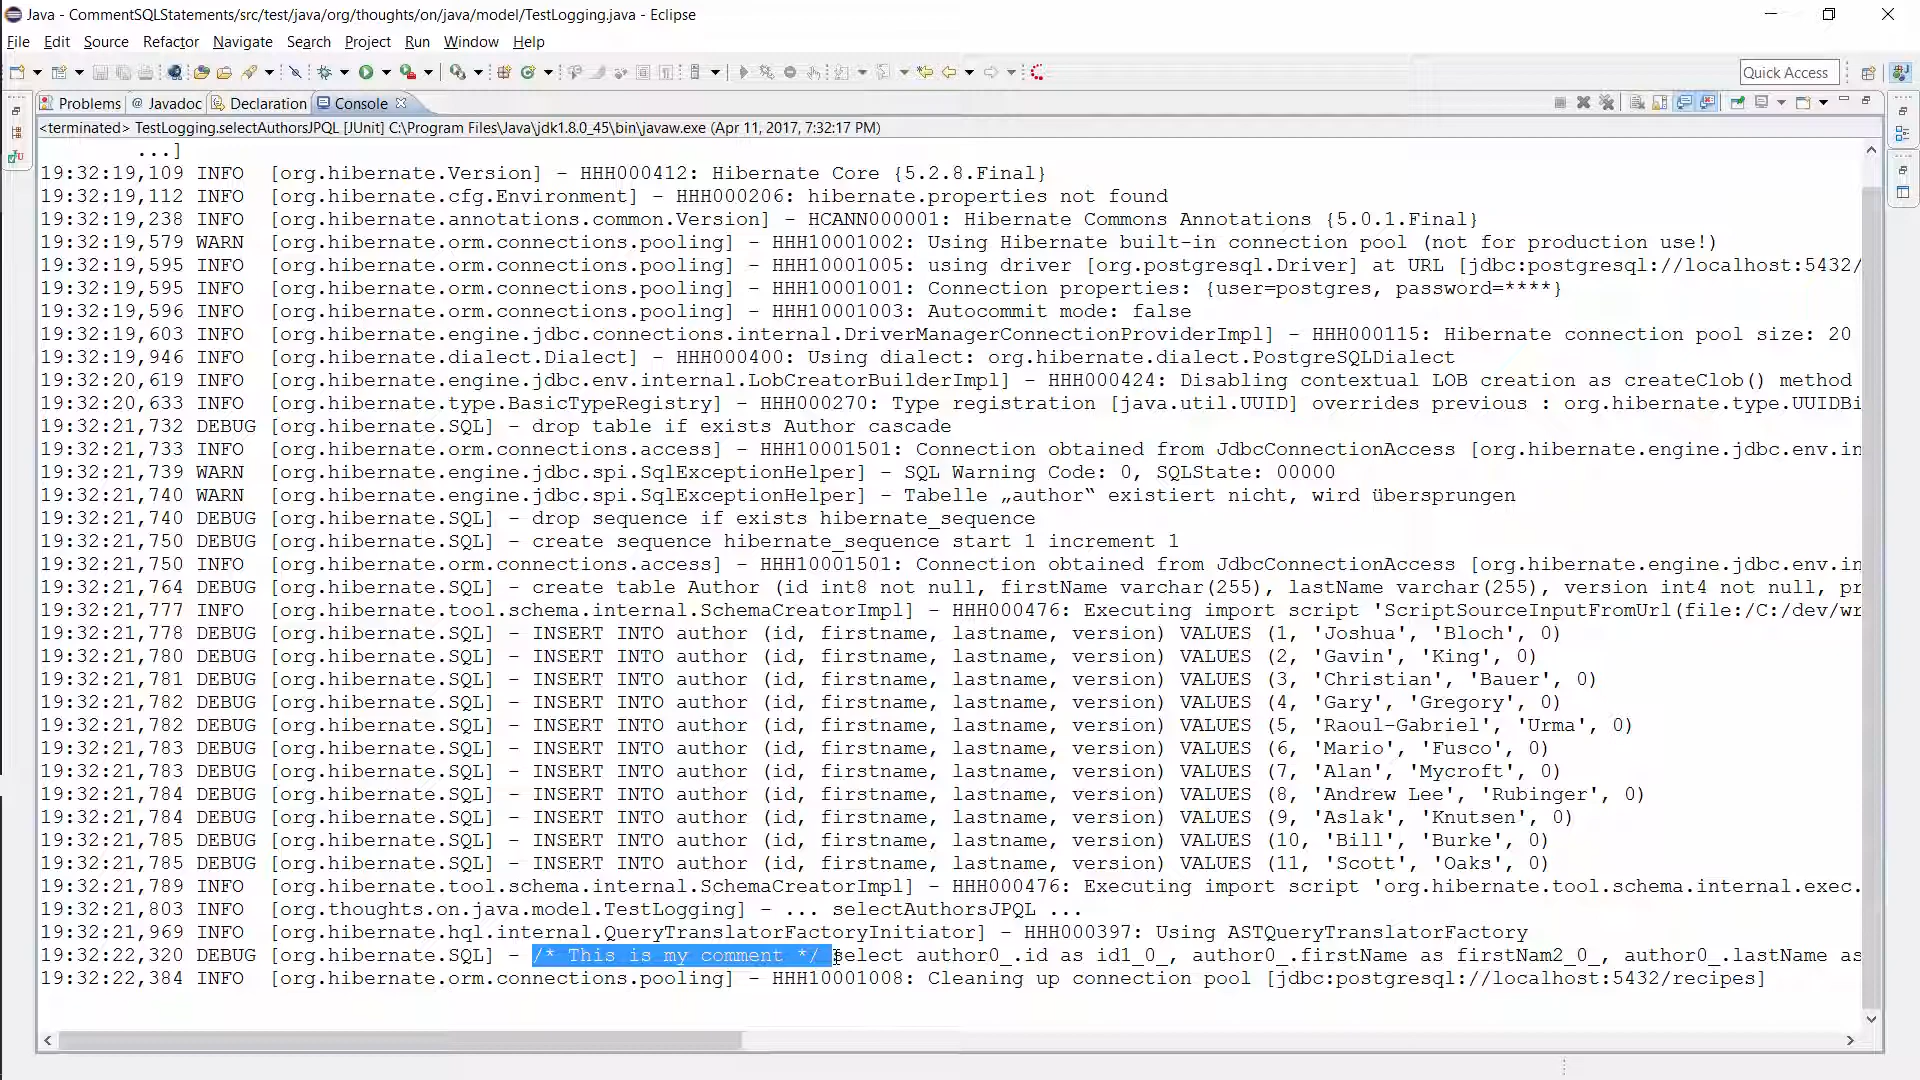 Java - CommentSQLStatements/src/test/java/org/thoughts/on/java/model/TestLogging.java - Eclipse
File Edit Source Refactor Navigate Search Project Run Window Help
Quick Access
Problems @ Javadoc Declaration Console
<terminated> TestLogging.selectAuthorsJPQL [JUnit] C:\Program Files\Java\jdk1.8.0_45\bin\javaw.exe (Apr 11, 2017, 7:32:17 PM)
...]
19:32:19,109 INFO [org.hibernate.Version] - HHH000412: Hibernate Core {5.2.8.Final}
19:32:19,112 INFO [org.hibernate.cfg.Environment] - HHH000206: hibernate.properties not found
19:32:19,238 INFO [org.hibernate.annotations.common.Version] - HCANN000001: Hibernate Commons Annotations {5.0.1.Final}
19:32:19,579 WARN [org.hibernate.orm.connections.pooling] - HHH10001002: Using Hibernate built-in connection pool (not for production use!)
19:32:19,595 INFO [org.hibernate.orm.connections.pooling] - HHH10001005: using driver [org.postgresql.Driver] at URL [jdbc:postgresql://localhost:5432/
19:32:19,595 INFO [org.hibernate.orm.connections.pooling] - HHH10001001: Connection properties: {user=postgres, password=****}
19:32:19,596 INFO [org.hibernate.orm.connections.pooling] - HHH10001003: Autocommit mode: false
19:32:19,603 INFO [org.hibernate.engine.jdbc.connections.internal.DriverManagerConnectionProviderImpl] - HHH000115: Hibernate connection pool size: 20
19:32:19,946 INFO [org.hibernate.dialect.Dialect] - HHH000400: Using dialect: org.hibernate.dialect.PostgreSQLDialect
19:32:20,619 INFO [org.hibernate.engine.jdbc.env.internal.LobCreatorBuilderImpl] - HHH000424: Disabling contextual LOB creation as createClob() method
19:32:20,633 INFO [org.hibernate.type.BasicTypeRegistry] - HHH000270: Type registration [java.util.UUID] overrides previous : org.hibernate.type.UUIDBi
19:32:21,732 DEBUG [org.hibernate.SQL] - drop table if exists Author cascade
19:32:21,733 INFO [org.hibernate.orm.connections.access] - HHH10001501: Connection obtained from JdbcConnectionAccess [org.hibernate.engine.jdbc.env.in
19:32:21,739 WARN [org.hibernate.engine.jdbc.spi.SqlExceptionHelper] - SQL Warning Code: 0, SQLState: 00000
19:32:21,740 WARN [org.hibernate.engine.jdbc.spi.SqlExceptionHelper] - Tabelle „author“ existiert nicht, wird übersprungen
19:32:21,740 DEBUG [org.hibernate.SQL] - drop sequence if exists hibernate_sequence
19:32:21,750 DEBUG [org.hibernate.SQL] - create sequence hibernate_sequence start 1 increment 1
19:32:21,750 INFO [org.hibernate.orm.connections.access] - HHH10001501: Connection obtained from JdbcConnectionAccess [org.hibernate.engine.jdbc.env.in
19:32:21,764 DEBUG [org.hibernate.SQL] - create table Author (id int8 not null, firstName varchar(255), lastName varchar(255), version int4 not null, pr
19:32:21,777 INFO [org.hibernate.tool.schema.internal.SchemaCreatorImpl] - HHH000476: Executing import script 'ScriptSourceInputFromUrl(file:/C:/dev/wr
19:32:21,778 DEBUG [org.hibernate.SQL] - INSERT INTO author (id, firstname, lastname, version) VALUES (1, 'Joshua', 'Bloch', 0)
19:32:21,780 DEBUG [org.hibernate.SQL] - INSERT INTO author (id, firstname, lastname, version) VALUES (2, 'Gavin', 'King', 0)
19:32:21,781 DEBUG [org.hibernate.SQL] - INSERT INTO author (id, firstname, lastname, version) VALUES (3, 'Christian', 'Bauer', 0)
19:32:21,782 DEBUG [org.hibernate.SQL] - INSERT INTO author (id, firstname, lastname, version) VALUES (4, 'Gary', 'Gregory', 0)
19:32:21,782 DEBUG [org.hibernate.SQL] - INSERT INTO author (id, firstname, lastname, version) VALUES (5, 'Raoul-Gabriel', 'Urma', 0)
19:32:21,783 DEBUG [org.hibernate.SQL] - INSERT INTO author (id, firstname, lastname, version) VALUES (6, 'Mario', 'Fusco', 0)
19:32:21,783 DEBUG [org.hibernate.SQL] - INSERT INTO author (id, firstname, lastname, version) VALUES (7, 'Alan', 'Mycroft', 0)
19:32:21,784 DEBUG [org.hibernate.SQL] - INSERT INTO author (id, firstname, lastname, version) VALUES (8, 'Andrew Lee', 'Rubinger', 0)
19:32:21,784 DEBUG [org.hibernate.SQL] - INSERT INTO author (id, firstname, lastname, version) VALUES (9, 'Aslak', 'Knutsen', 0)
19:32:21,785 DEBUG [org.hibernate.SQL] - INSERT INTO author (id, firstname, lastname, version) VALUES (10, 'Bill', 'Burke', 0)
19:32:21,785 DEBUG [org.hibernate.SQL] - INSERT INTO author (id, firstname, lastname, version) VALUES (11, 'Scott', 'Oaks', 0)
19:32:21,789 INFO [org.hibernate.tool.schema.internal.SchemaCreatorImpl] - HHH000476: Executing import script 'org.hibernate.tool.schema.internal.exec.
19:32:21,803 INFO [org.thoughts.on.java.model.TestLogging] - ... selectAuthorsJPQL ...
19:32:21,969 INFO [org.hibernate.hql.internal.QueryTranslatorFactoryInitiator] - HHH000397: Using ASTQueryTranslatorFactory
19:32:22,320 DEBUG [org.hibernate.SQL] - /* This is my comment */ select author0_.id as id1_0_, author0_.firstName as firstNam2_0_, author0_.lastName as
19:32:22,384 INFO [org.hibernate.orm.connections.pooling] - HHH10001008: Cleaning up connection pool [jdbc:postgresql://localhost:5432/recipes]